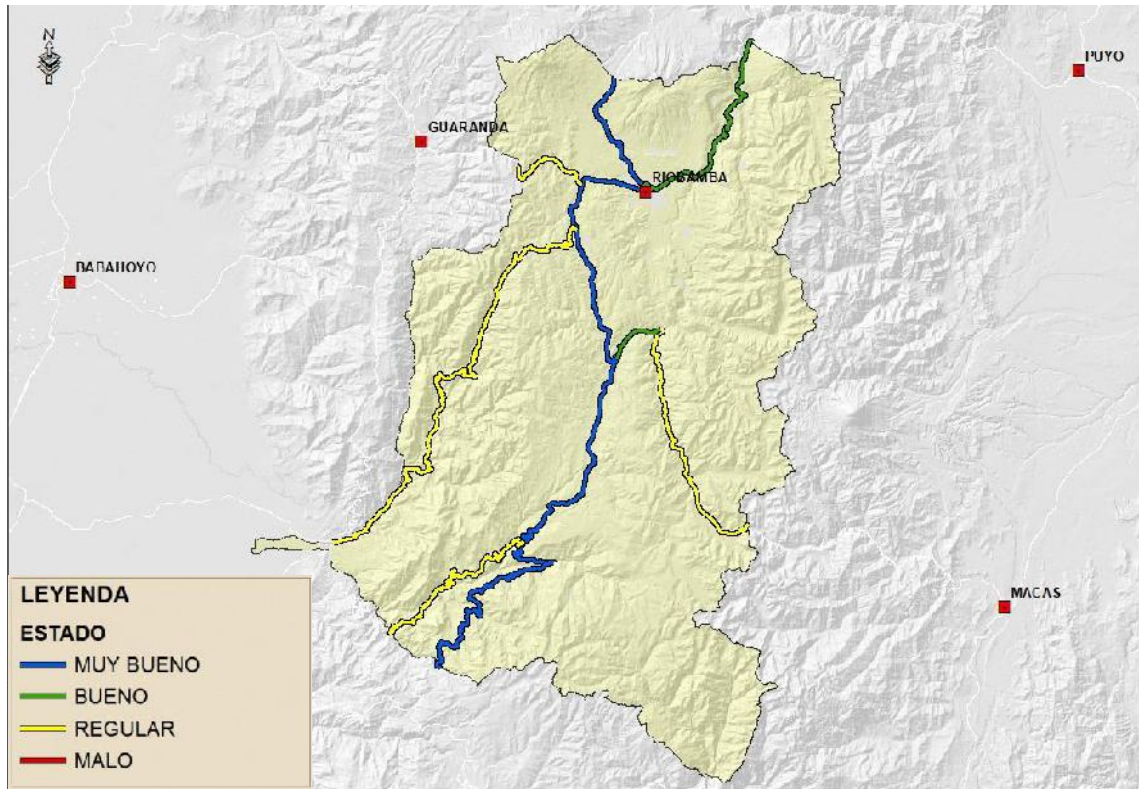 N
PUYO
GUARANDA
RIOBAMBA
BABAHOYO
MACAS
LEYENDA
ESTADO
MUY BUENO
BUENO
REGULAR
MALO